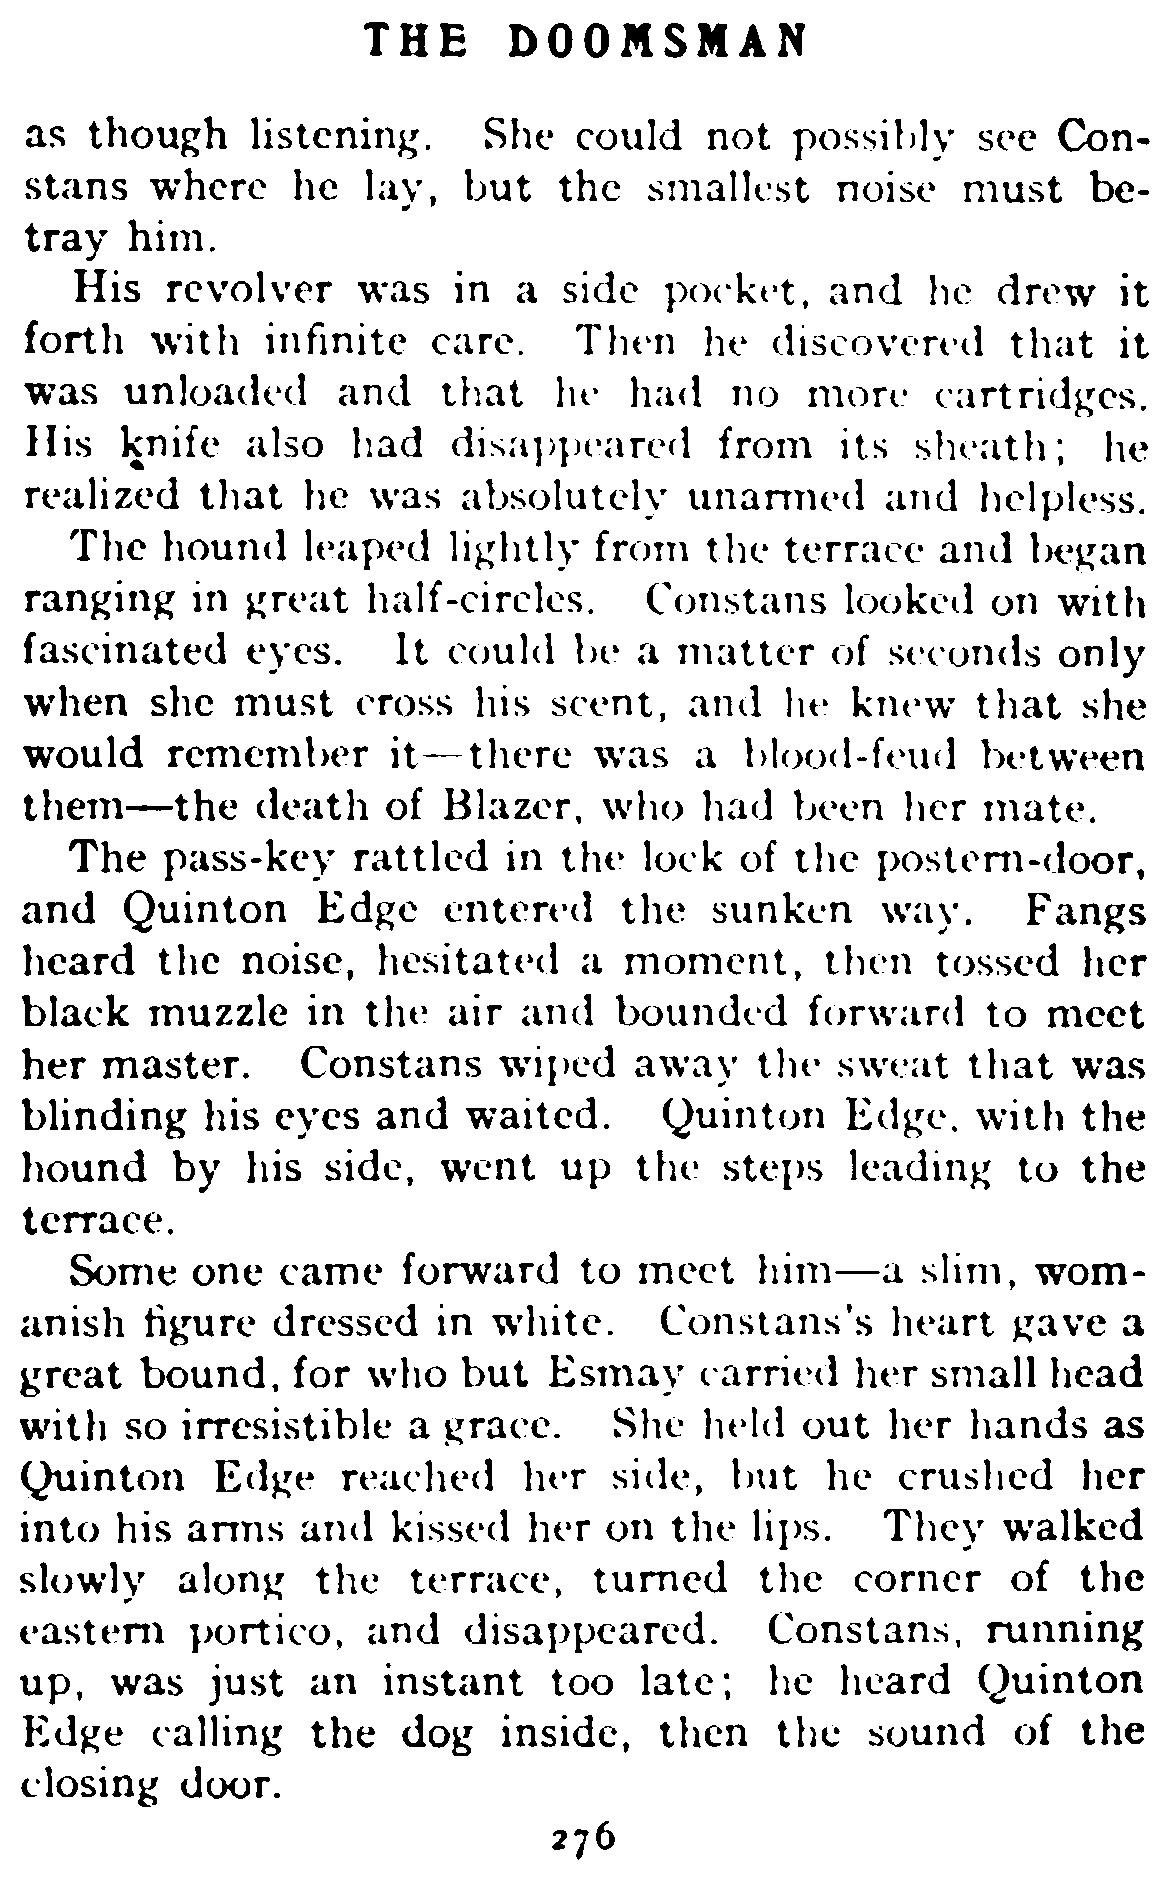 THE DOOMSMAN
as though listening. She could not possibly see Con-
stans where he lay, but the smallest noise must be-
tray him.
His revolver was in a side pocket, and he drew it
forth with infinite care. Then he discovered that it
was unloaded and that he had no more cartridges.
His knife also had disappeared from its sheath; he
realized that he was absolutely unarmed and helpless.
The hound leaped lightly from the terrace and began
ranging in great half-circles. Constans looked on with
fascinated eyes. It could be a matter of seconds only
when she must cross his scent, and he knew that she
would remember it—there was a blood-feud between
them—the death of Blazer, who had been her mate.
The pass-key rattled in the lock of the postern-door,
and Quinton Edge entered the sunken way. Fangs
heard the noise, hesitated a moment, then tossed her
black muzzle in the air and bounded forward to meet
her master. Constans wiped away the sweat that was
blinding his eyes and waited. Quinton Edge, with the
hound by his side, went up the steps leading to the
terrace.
Some one came forward to meet him—a slim, wom-
anish figure dressed in white. Constans's heart gave a
great bound, for who but Esmay carried her small head
with so irresistible a grace. She held out her hands as
Quinton Edge reached her side, but he crushed her
into his arms and kissed her on the lips. They walked
slowly along the terrace, turned the corner of the
eastern portico, and disappeared. Constans, running
up, was just an instant too late; he heard Quinton
Edge calling the dog inside, then the sound of the
closing door.
276